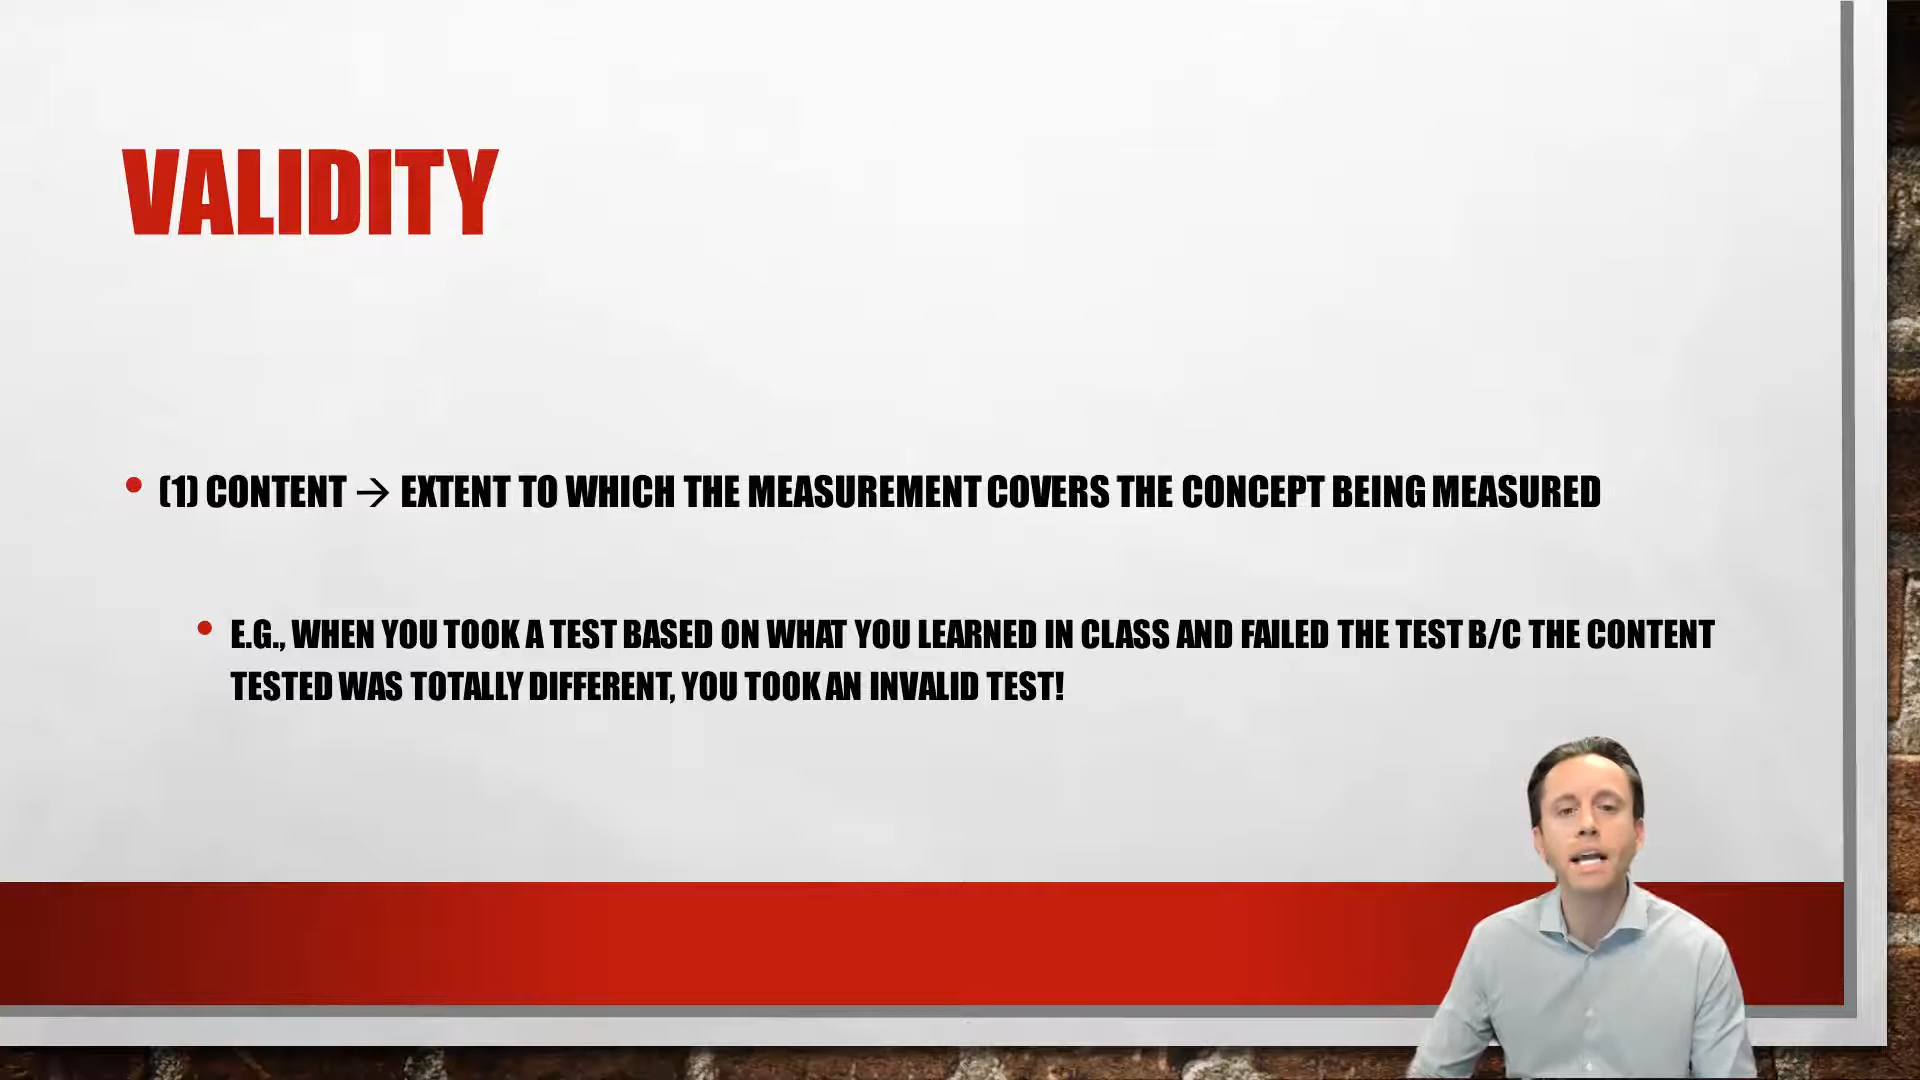 VALIDITY
• (1) CONTENT → EXTENT TO WHICH THE MEASUREMENT COVERS THE CONCEPT BEING MEASURED
• E.G., WHEN YOU TOOK A TEST BASED ON WHAT YOU LEARNED IN CLASS AND FAILED THE TEST B/C THE CONTENT
TESTED WAS TOTALLY DIFFERENT, YOU TOOK AN INVALID TEST!